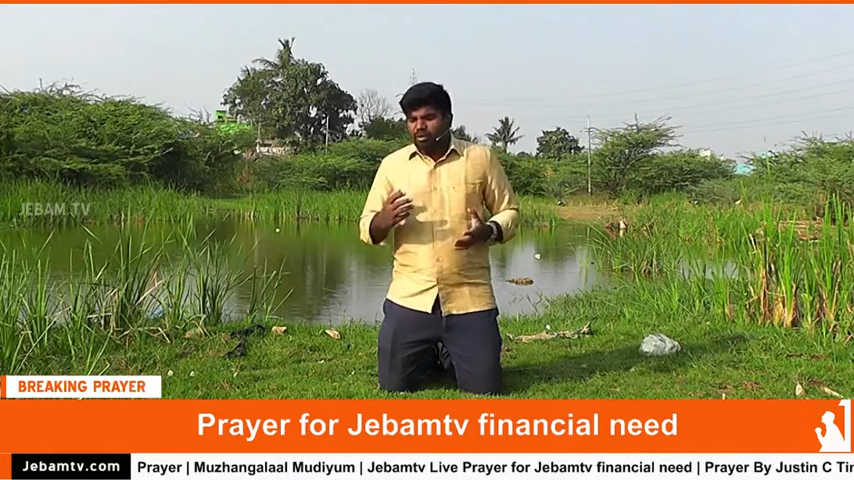 JEBAM.TV
BREAKING PRAYER
Prayer for Jebamtv financial need
Jebamtv.com
Prayer | Muzhangalaal Mudiyum | Jebamtv Live Prayer for Jebamtv financial need | Prayer By Justin C